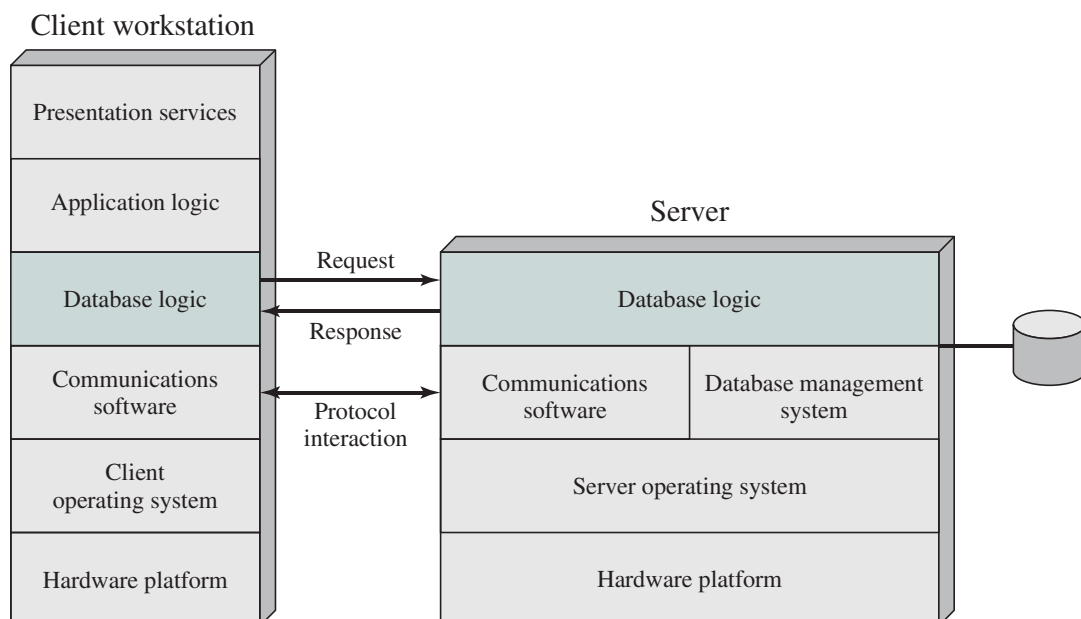 Client workstation
Presentation services
Application logic
Database logic
Communications
software
Client
operating system
Hardware platform
Request
Response
Protocol
interaction
Server
Database logic
Communications
software
Database management
system
Server operating system
Hardware platform